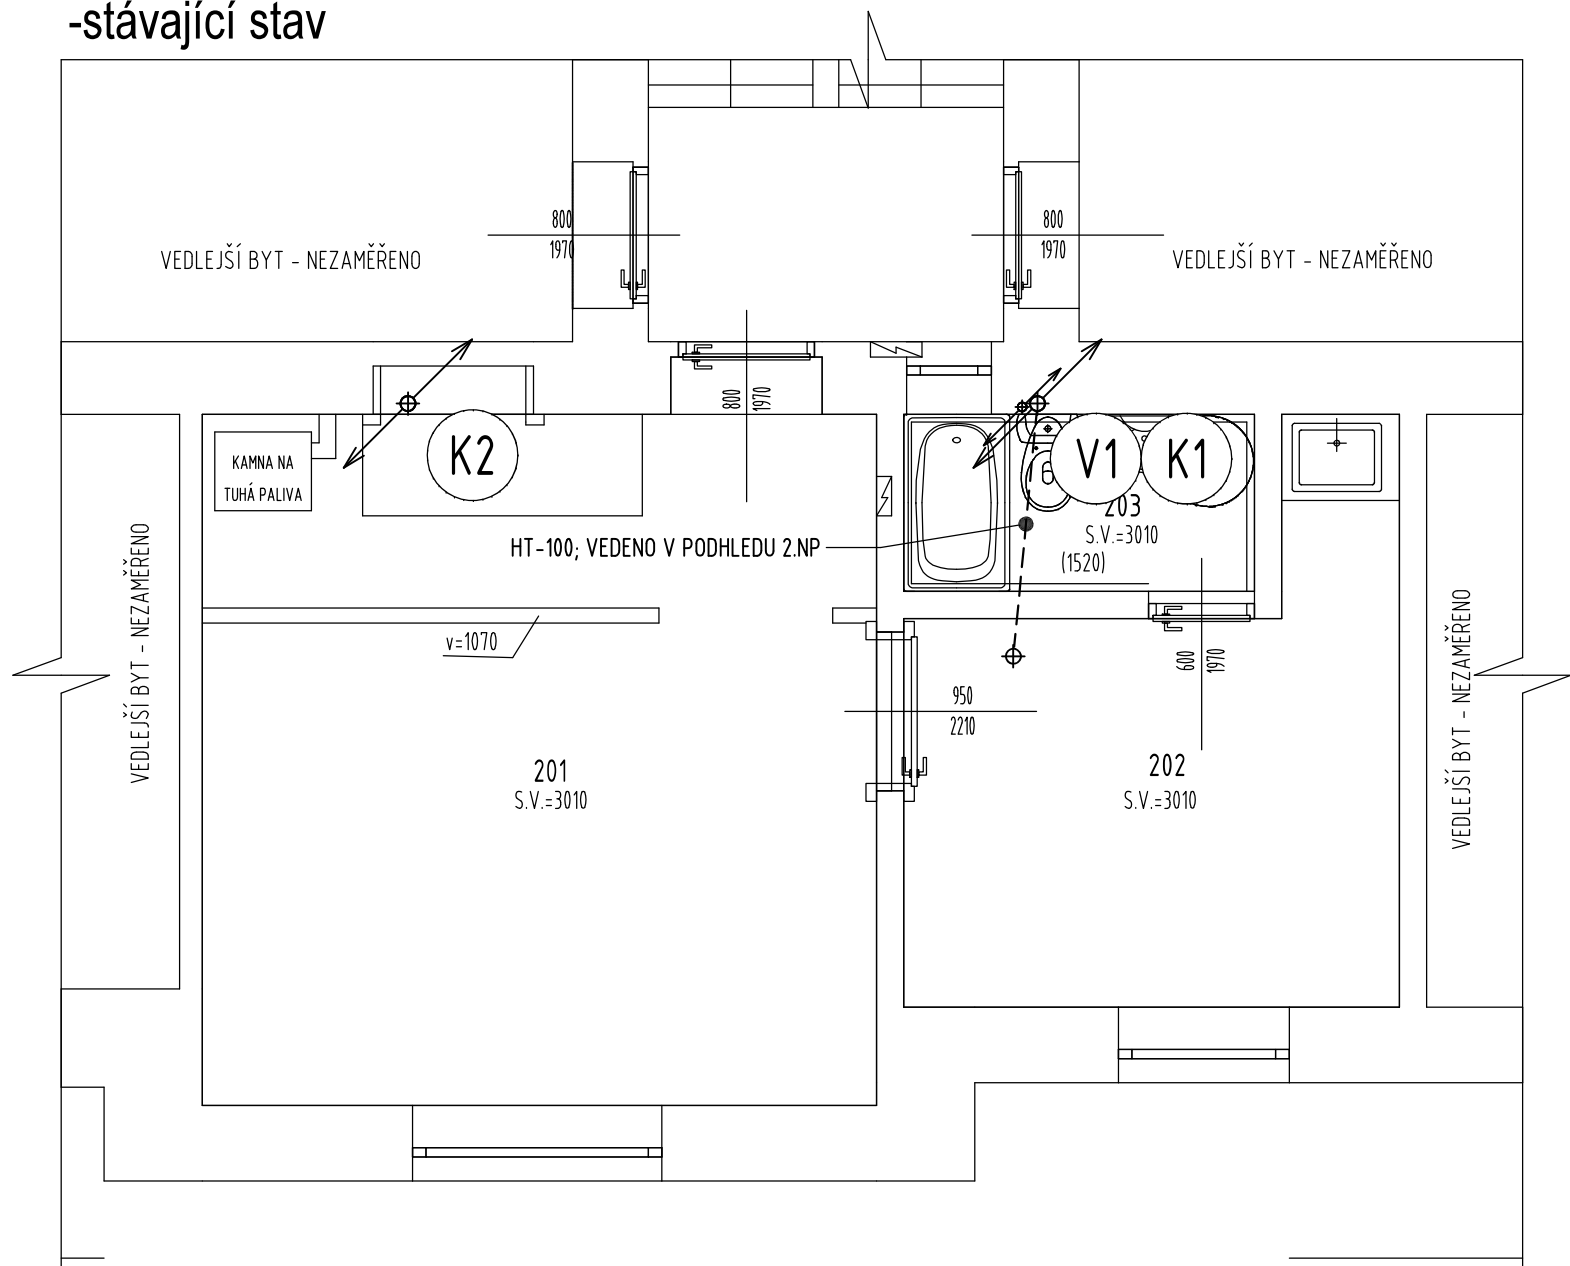 -stávající stav
800
1970
800
1970
VEDLEJŠÍ BYT - NEZAMĚŘENO
VEDLEJŠÍ BYT - NEZAMĚŘENO
800
1970
K2
V1
K1
KAMNA NA
TUHÁ PALIVA
203
S.V.=3010
(1520)
HT-100; VEDENO V PODHLEDU 2.NP
VEDLEJŠÍ BYT - NEZAMĚŘENO
v=1070
600
1970
950
2210
VEDLEJŠÍ BYT - NEZAMĚŘENO
201
S.V.=3010
202
S.V.=3010